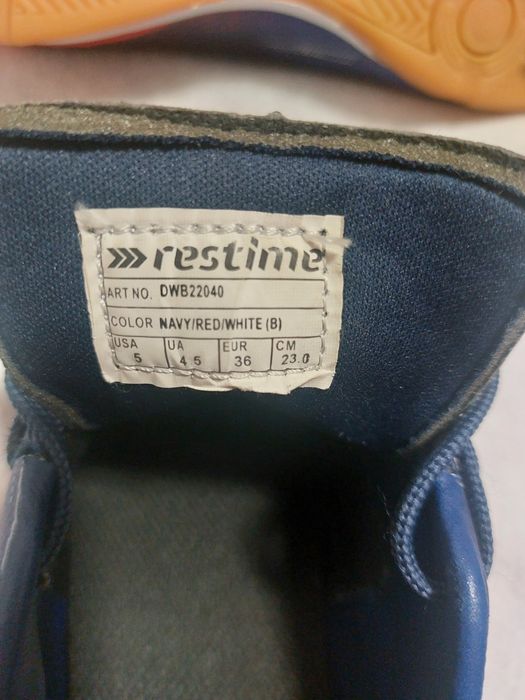 restime
ART NO. DWB22040
COLOR NAVY/RED/WHITE (B)
USA UA EUR CM
5 4.5 36 23.0